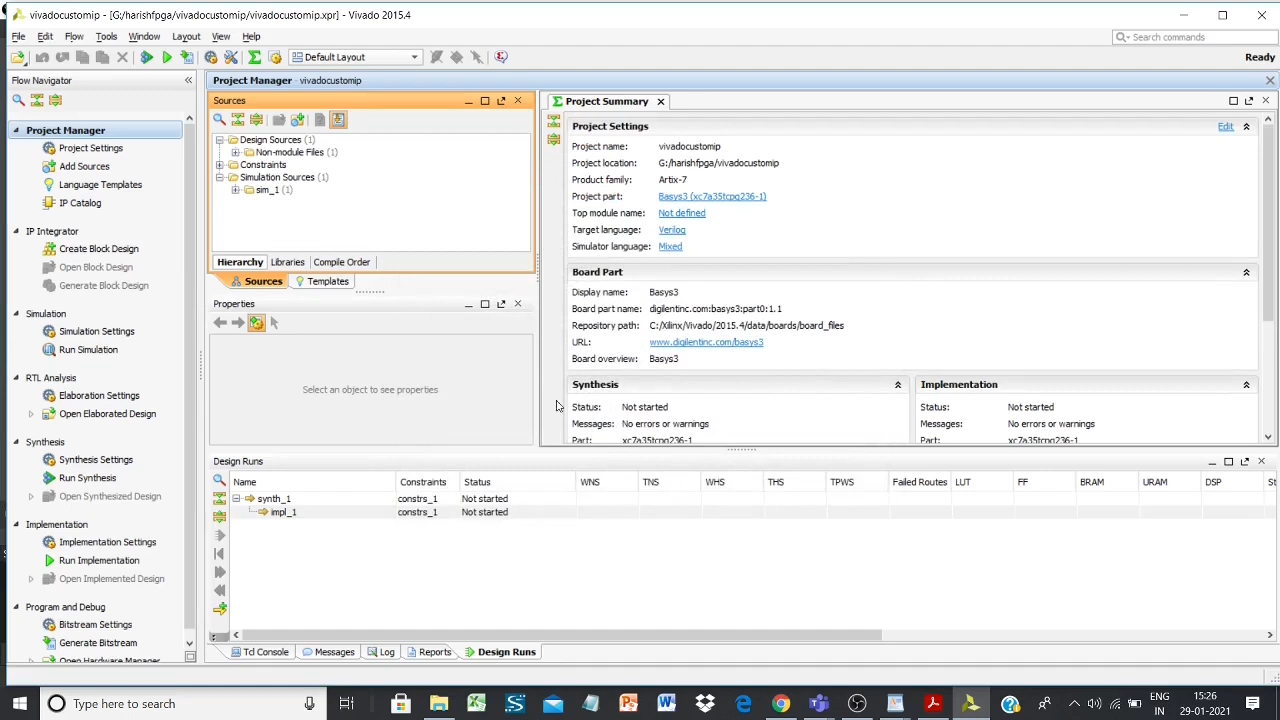 vivadocustomip - [G:/harishfpga/vivadocustomip/vivadocustomip.xpr] - Vivado 2015.4
File Edit Flow Tools Window Layout View Help
Search commands
Default Layout
Ready
Flow Navigator
Project Manager - vivadocustomip
Project Manager
Project Settings
Add Sources
Language Templates
IP Catalog
IP Integrator
Create Block Design
Open Block Design
Generate Block Design
Simulation
Simulation Settings
Run Simulation
RTL Analysis
Elaboration Settings
Open Elaborated Design
Synthesis
Synthesis Settings
Run Synthesis
Open Synthesized Design
Implementation
Implementation Settings
Run Implementation
Open Implemented Design
Program and Debug
Bitstream Settings
Generate Bitstream
Open Hardware Manager
Sources
Design Sources (1)
Non-module Files (1)
Constraints
Simulation Sources (1)
sim_1 (1)
Hierarchy Libraries Compile Order
Sources Templates
Properties
Select an object to see properties
Project Summary
Project Settings Edit
Project name: vivadocustomip
Project location: G:/harishfpga/vivadocustomip
Product family: Artix-7
Project part: Basys3 (xc7a35tcpg236-1)
Top module name: Not defined
Target language: Verilog
Simulator language: Mixed
Board Part
Display name: Basys3
Board part name: digilentinc.com:basys3:part0:1.1
Repository path: C:/Xilinx/Vivado/2015.4/data/boards/board_files
URL: www.digilentinc.com/basys3
Board overview: Basys3
Synthesis
Status: Not started
Messages: No errors or warnings
Part: xc7a35tcpg236-1
Implementation
Status: Not started
Messages: No errors or warnings
Part: xc7a35tcpg236-1
Design Runs
Name Constraints Status WNS TNS WHS THS TPWS Failed Routes LUT FF BRAM URAM DSP St
synth_1 constrs_1 Not started
impl_1 constrs_1 Not started
Tcl Console Messages Log Reports Design Runs
Type here to search
ENG
IN
15:26
29-01-2021